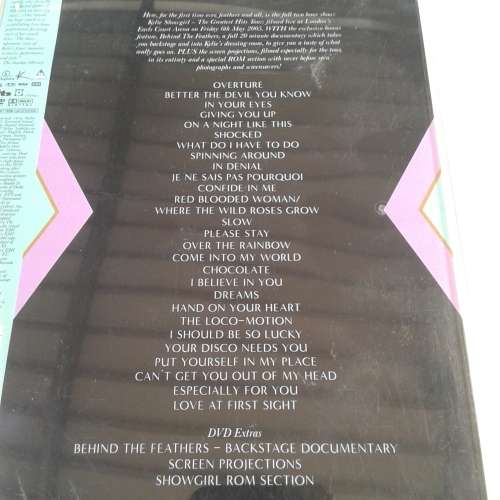 Here, for the first time ever, feathers and all, is the full two hour show:
Kylie Showgirl – The Greatest Hits Tour; filmed live at London's
Earls Court Arena on Friday 6th May 2005. WITH the exclusive bonus
feature, Behind The Feathers, a full 20 minute documentary which takes
you backstage and into Kylie's dressing-room, to give you a taste of what
really goes on. PLUS the screen projections, filmed especially for the tour,
in its entirety and a special ROM section with never before seen
photographs and screensavers!
OVERTURE
BETTER THE DEVIL YOU KNOW
IN YOUR EYES
GIVING YOU UP
ON A NIGHT LIKE THIS
SHOCKED
WHAT DO I HAVE TO DO
SPINNING AROUND
IN DENIAL
JE NE SAIS PAS POURQUOI
CONFIDE IN ME
RED BLOODED WOMAN/
WHERE THE WILD ROSES GROW
SLOW
PLEASE STAY
OVER THE RAINBOW
COME INTO MY WORLD
CHOCOLATE
I BELIEVE IN YOU
DREAMS
HAND ON YOUR HEART
THE LOCO-MOTION
I SHOULD BE SO LUCKY
YOUR DISCO NEEDS YOU
PUT YOURSELF IN MY PLACE
CAN'T GET YOU OUT OF MY HEAD
ESPECIALLY FOR YOU
LOVE AT FIRST SIGHT
DVD Extras
BEHIND THE FEATHERS – BACKSTAGE DOCUMENTARY
SCREEN PROJECTIONS
SHOWGIRL ROM SECTION